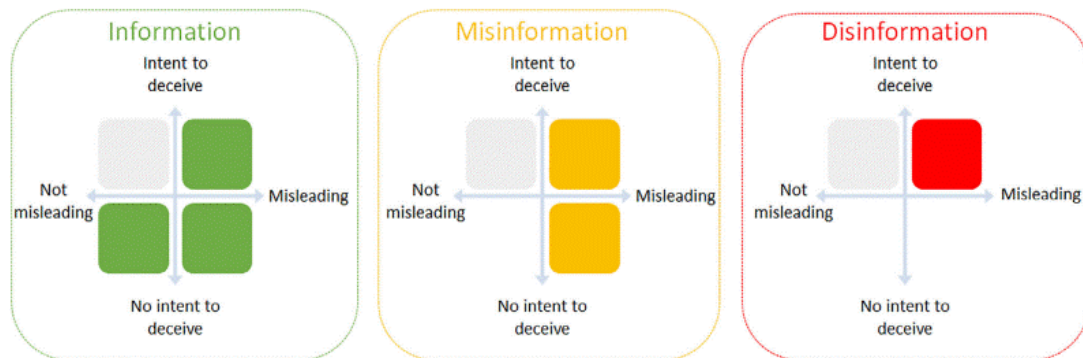 Information
Intent to
deceive
Not
misleading
Misleading
No intent to
deceive
Misinformation
Intent to
deceive
Not
misleading
Misleading
No intent to
deceive
Disinformation
Intent to
deceive
Not
misleading
Misleading
No intent to
deceive